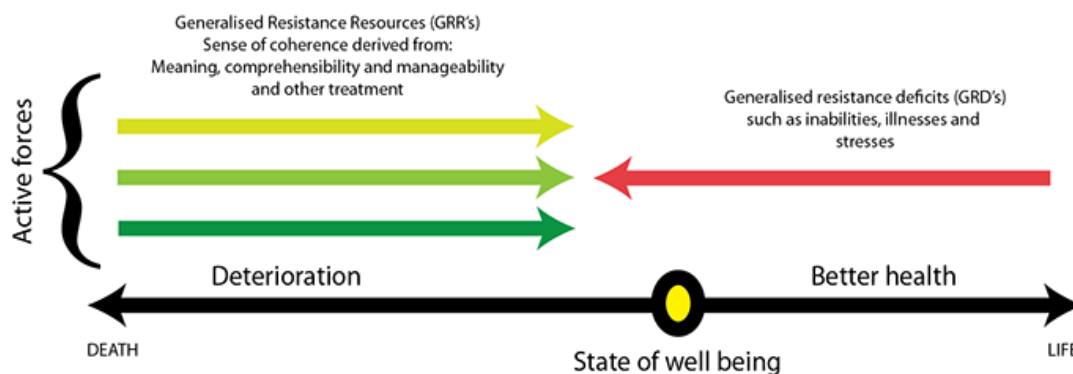 Generalised Resistance Resources (GRR's)
Sense of coherence derived from:
Meaning, comprehensibility and manageability
and other treatment
Generalised resistance deficits (GRD's)
such as inabilities, illnesses and
stresses
Active forces
Deterioration
Better health
DEATH
LIFE
State of well being